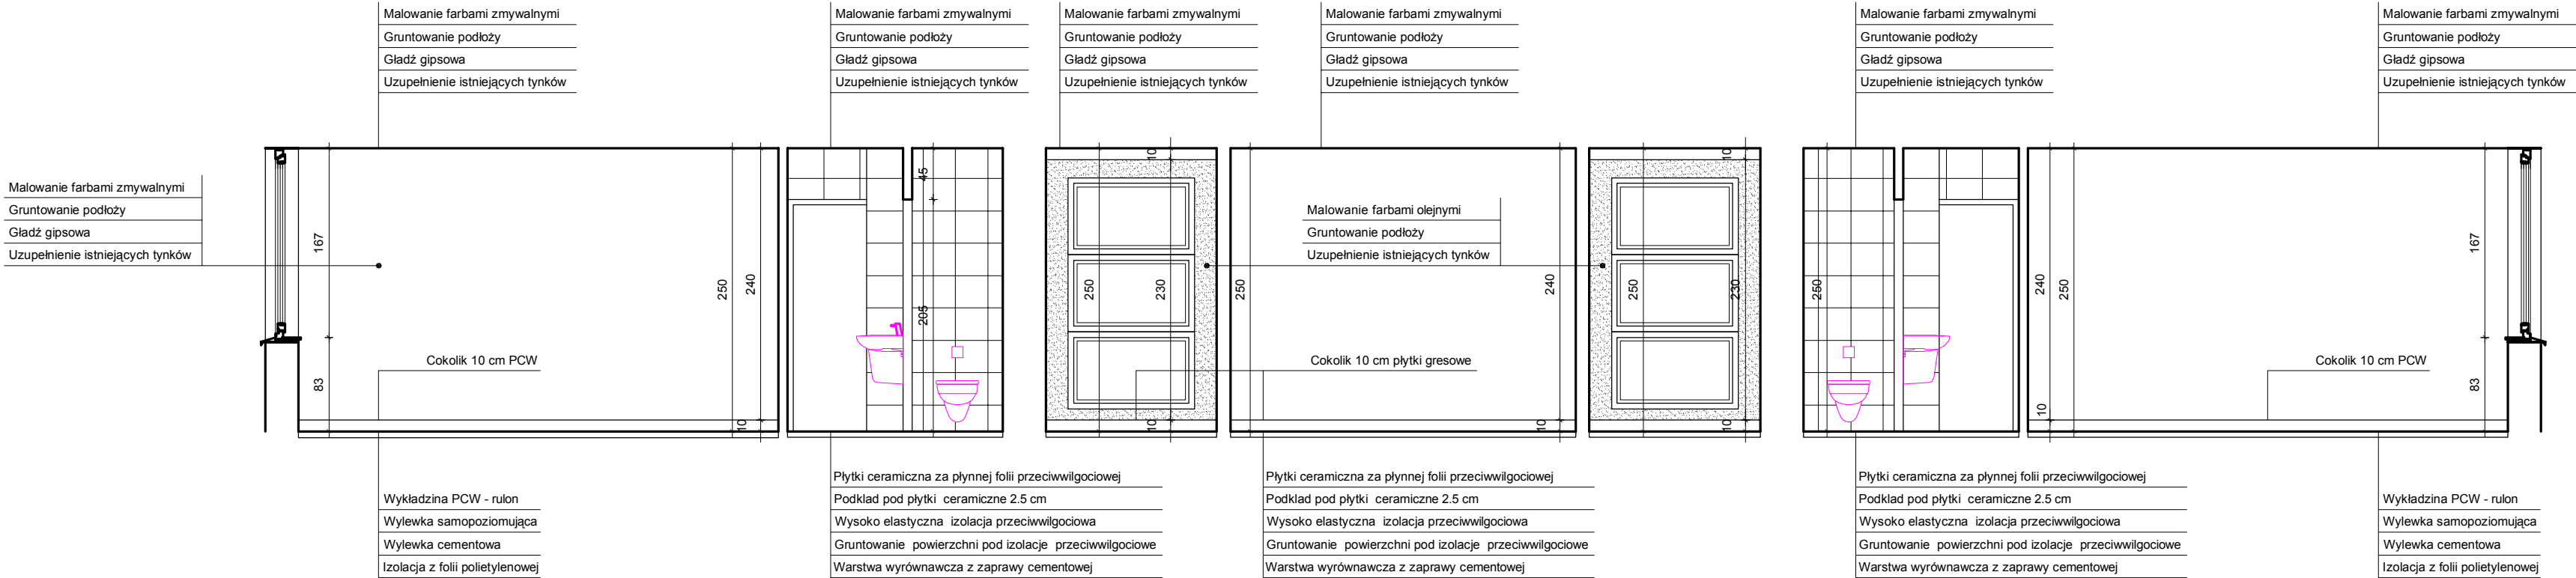 Malowanie farbami zmywalnymi
Gruntowanie podłoży
Gładź gipsowa
Uzupełnienie istniejących tynków
Malowanie farbami zmywalnymi
Gruntowanie podłoży
Gładź gipsowa
Uzupełnienie istniejących tynków
Malowanie farbami zmywalnymi
Gruntowanie podłoży
Gładź gipsowa
Uzupełnienie istniejących tynków
Malowanie farbami zmywalnymi
Gruntowanie podłoży
Gładź gipsowa
Uzupełnienie istniejących tynków
Malowanie farbami zmywalnymi
Gruntowanie podłoży
Gładź gipsowa
Uzupełnienie istniejących tynków
Malowanie farbami zmywalnymi
Gruntowanie podłoży
Gładź gipsowa
Uzupełnienie istniejących tynków
Malowanie farbami zmywalnymi
Gruntowanie podłoży
Gładź gipsowa
Uzupełnienie istniejących tynków
167
83
250
240
10
Cokolik 10 cm PCW
45
205
10
250
230
10
250
Malowanie farbami olejnymi
Gruntowanie podłoży
Uzupełnienie istniejących tynków
Cokolik 10 cm płytki gresowe
240
10
10
250
230
10
250
240
250
10
Cokolik 10 cm PCW
167
83
Wykładzina PCW - rulon
Wylewka samopoziomująca
Wylewka cementowa
Izolacja z folii polietylenowej
Płytki ceramiczna za płynnej folii przeciwwilgociowej
Podklad pod płytki ceramiczne 2.5 cm
Wysoko elastyczna izolacja przeciwwilgociowa
Gruntowanie powierzchni pod izolacje przeciwwilgociowe
Warstwa wyrównawcza z zaprawy cementowej
Płytki ceramiczna za płynnej folii przeciwwilgociowej
Podklad pod płytki ceramiczne 2.5 cm
Wysoko elastyczna izolacja przeciwwilgociowa
Gruntowanie powierzchni pod izolacje przeciwwilgociowe
Warstwa wyrównawcza z zaprawy cementowej
Płytki ceramiczna za płynnej folii przeciwwilgociowej
Podklad pod płytki ceramiczne 2.5 cm
Wysoko elastyczna izolacja przeciwwilgociowa
Gruntowanie powierzchni pod izolacje przeciwwilgociowe
Warstwa wyrównawcza z zaprawy cementowej
Wykładzina PCW - rulon
Wylewka samopoziomująca
Wylewka cementowa
Izolacja z folii polietylenowej